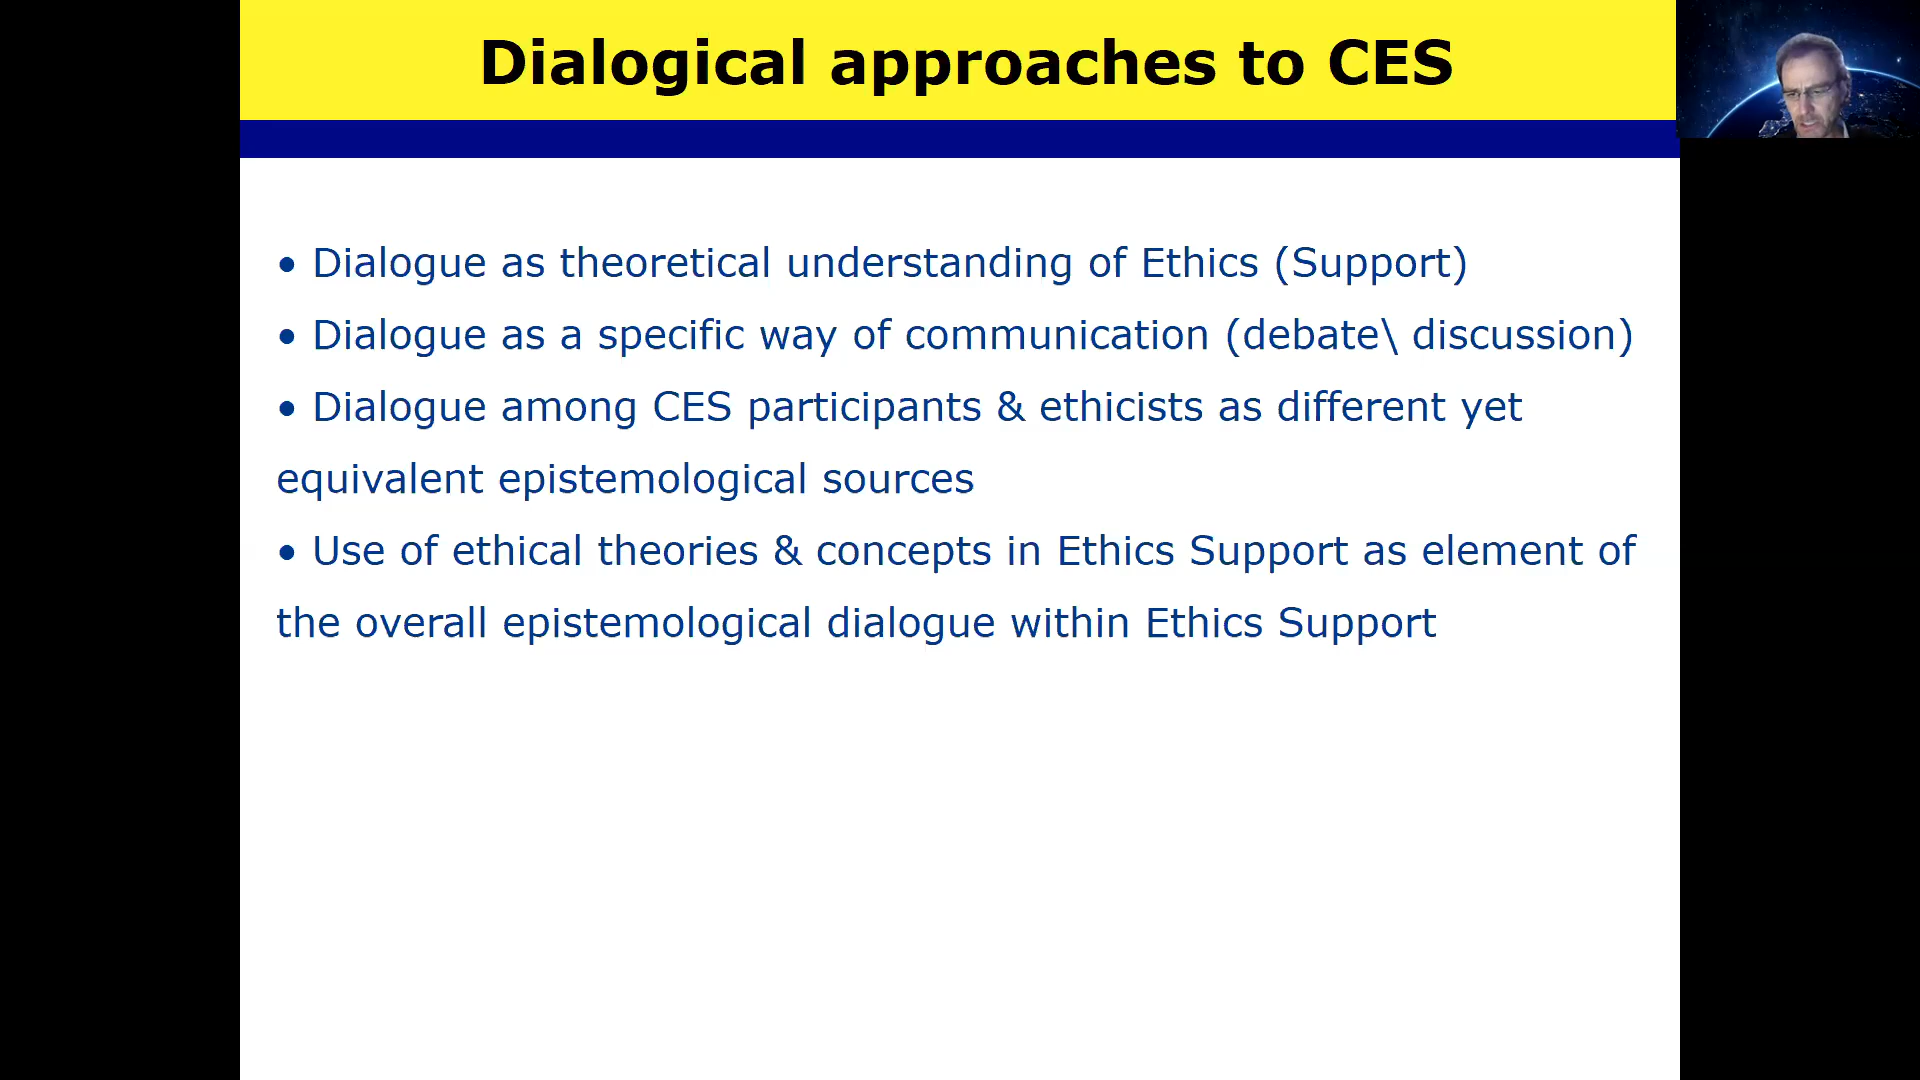 Dialogical approaches to CES
• Dialogue as theoretical understanding of Ethics (Support)
• Dialogue as a specific way of communication (debate\ discussion)
• Dialogue among CES participants & ethicists as different yet
equivalent epistemological sources
• Use of ethical theories & concepts in Ethics Support as element of
the overall epistemological dialogue within Ethics Support